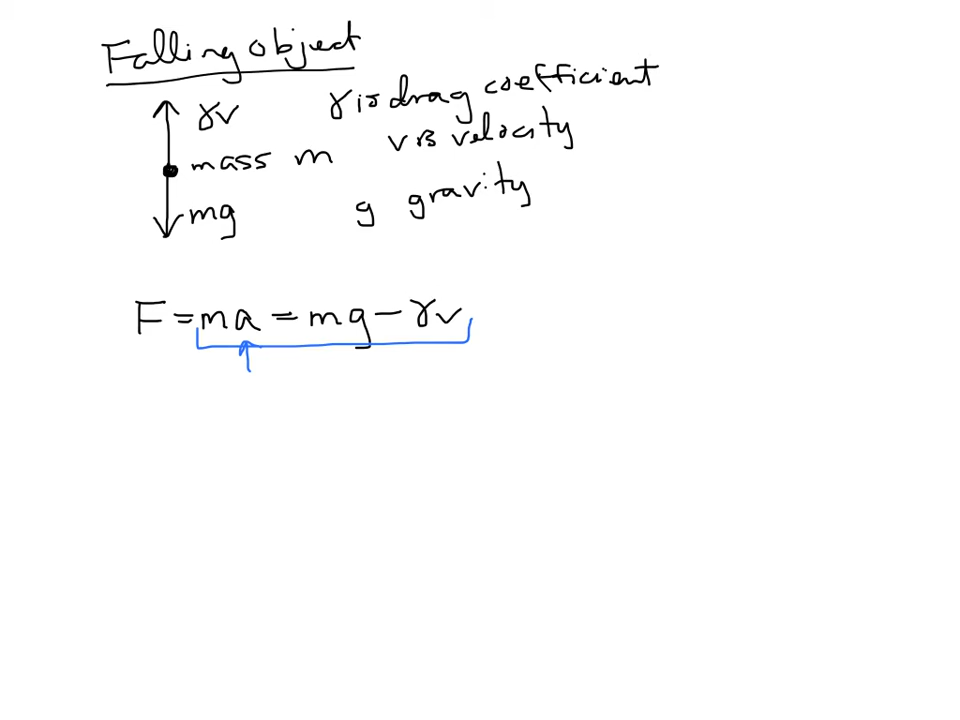 Falling object
γv γ is drag coefficient
mass m v is velocity
mg g gravity
F = ma = mg − γv